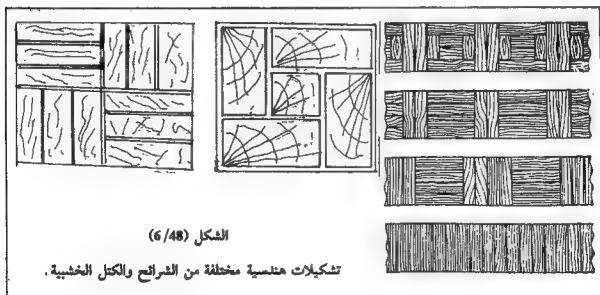 الشكل (6/48)
تشكيلات هندسية مختلفة من الشرائح والكتل الخشبية .